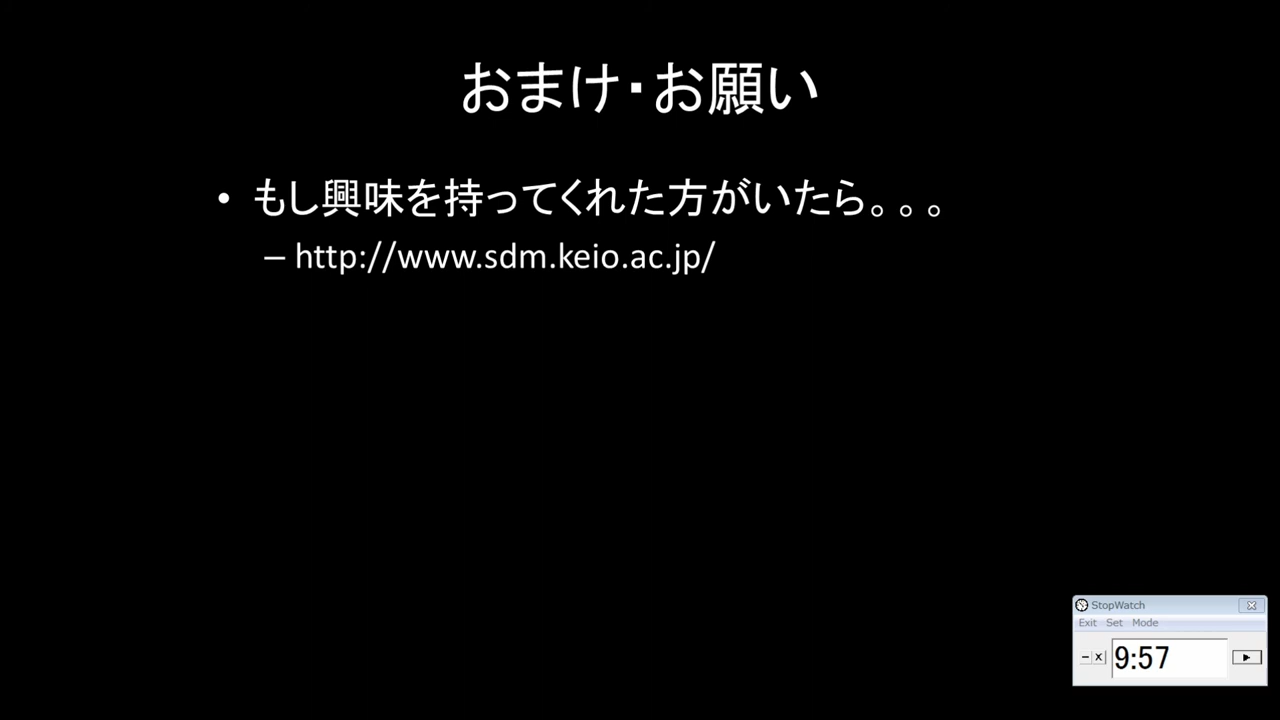 おまけ・お願い
• もし興味を持ってくれた方がいたら。。。
– http://www.sdm.keio.ac.jp/
StopWatch
Exit Set Mode
9:57